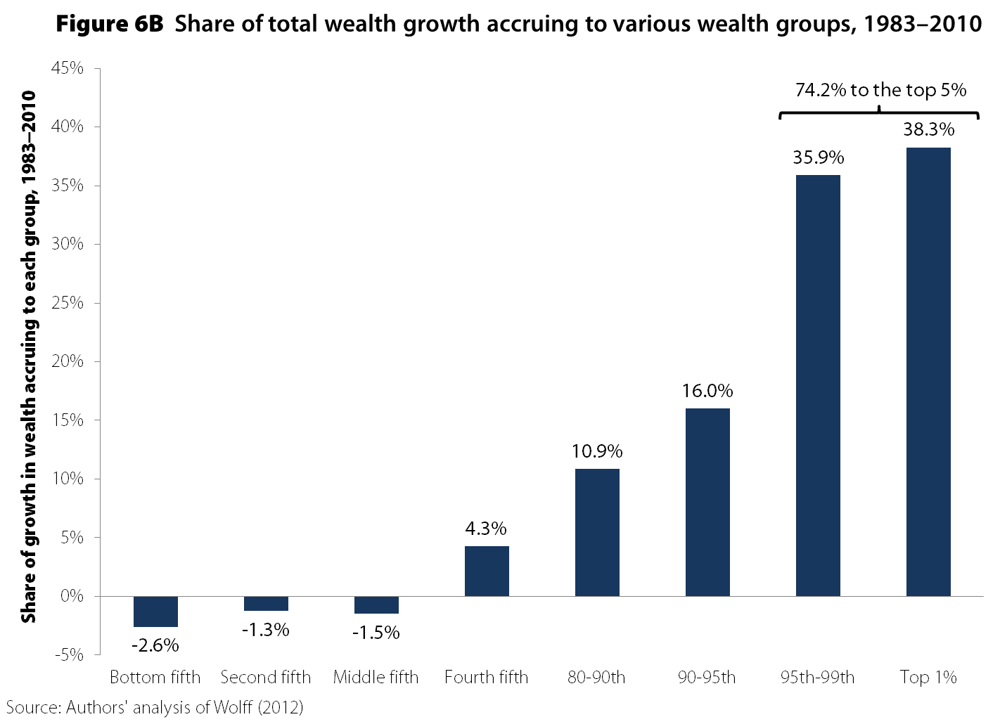 Figure 6B Share of total wealth growth accruing to various wealth groups, 1983–2010
Share of growth in wealth accruing to each group, 1983–2010
45%
40%
35%
30%
25%
20%
15%
10%
5%
0%
-5%
74.2% to the top 5%
-2.6%
-1.3%
-1.5%
4.3%
10.9%
16.0%
35.9%
38.3%
Bottom fifth
Second fifth
Middle fifth
Fourth fifth
80-90th
90-95th
95th-99th
Top 1%
Source: Authors' analysis of Wolff (2012)